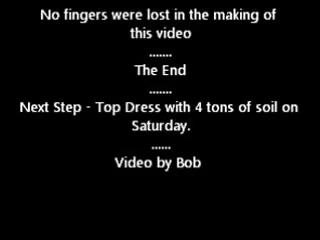 No fingers were lost in the making of
this video
.......
The End
.......
Next Step - Top Dress with 4 tons of soil on
Saturday.
......
Video by Bob